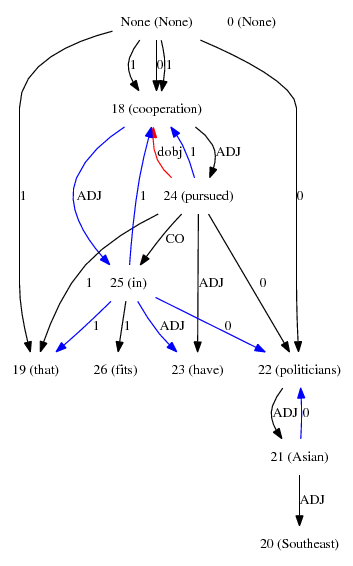 None (None) 0 (None)
1 0 1
18 (cooperation)
dobj 1 ADJ
ADJ 1 24 (pursued)
CO
25 (in) 1 ADJ 0
1 1 ADJ 0
19 (that) 26 (fits) 23 (have) 22 (politicians)
ADJ 0
21 (Asian)
ADJ
20 (Southeast)
1 0